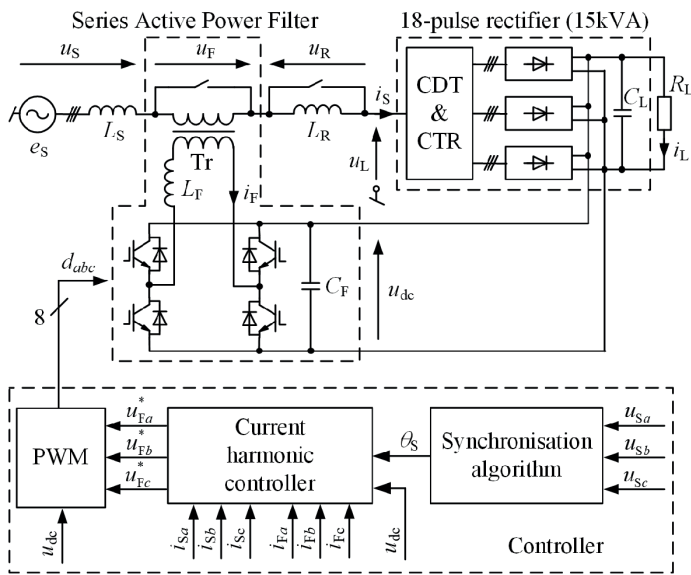 Series Active Power Filter
18-pulse rectifier (15kVA)
uS
uF
uR
eS
LS
LR
iS
CDT
&
CTR
CL
RL
iL
Tr
LF
iF
uL
CF
udc
dabc
8
PWM
u*Fa
u*Fb
u*Fc
Current
harmonic
controller
θS
Synchronisation
algorithm
uSa
uSb
uSc
udc
iSa
iSb
iSc
iFa
iFb
iFc
udc
Controller